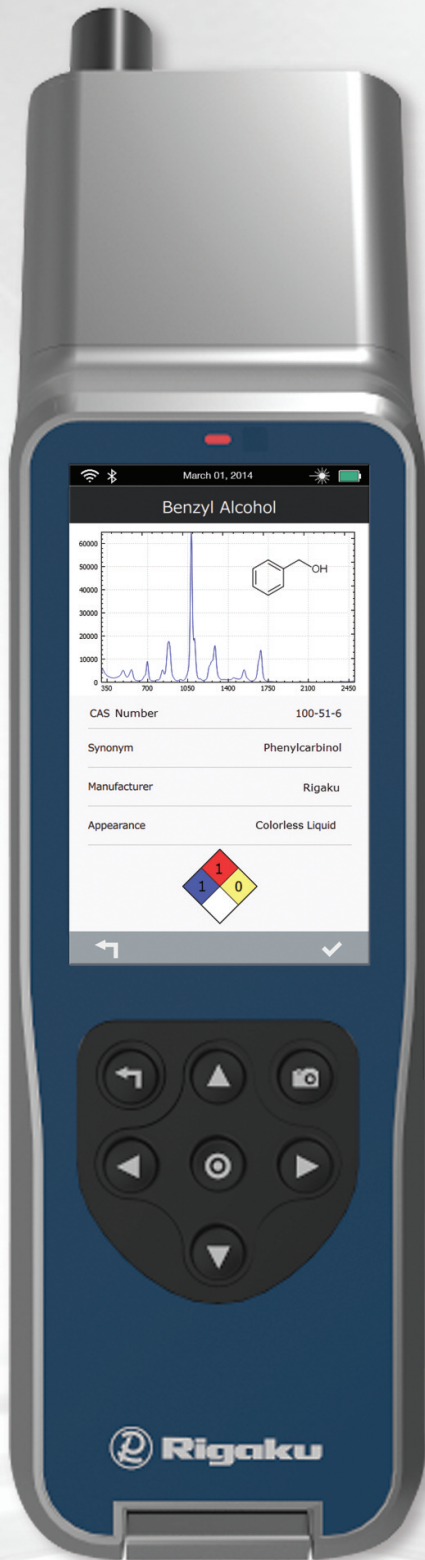 March 01, 2014
Benzyl Alcohol
60000
50000
40000
30000
20000
10000
0
OH
350 700 1050 1400 1750 2100 2450
CAS Number 100-51-6
Synonym Phenylcarbinol
Manufacturer Rigaku
Appearance Colorless Liquid
1
1 0
R Rigaku